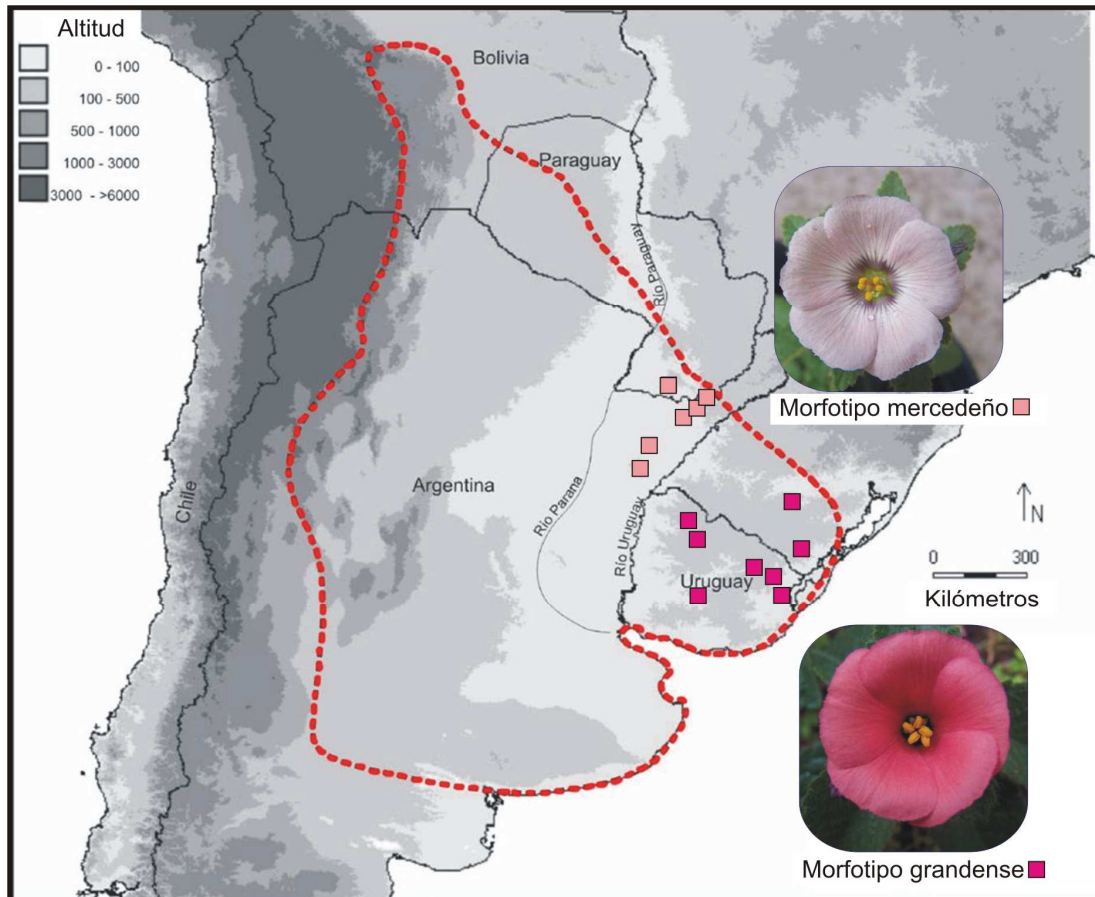 Altitud
0 - 100
100 - 500
500 - 1000
1000 - 3000
3000 - >6000
Bolivia
Paraguay
Río Paraguay
Morfotipo mercedeño
Chile
Argentina
Río Parana
Río Uruguay
Uruguay
N
0 300
Kilómetros
Morfotipo grandense